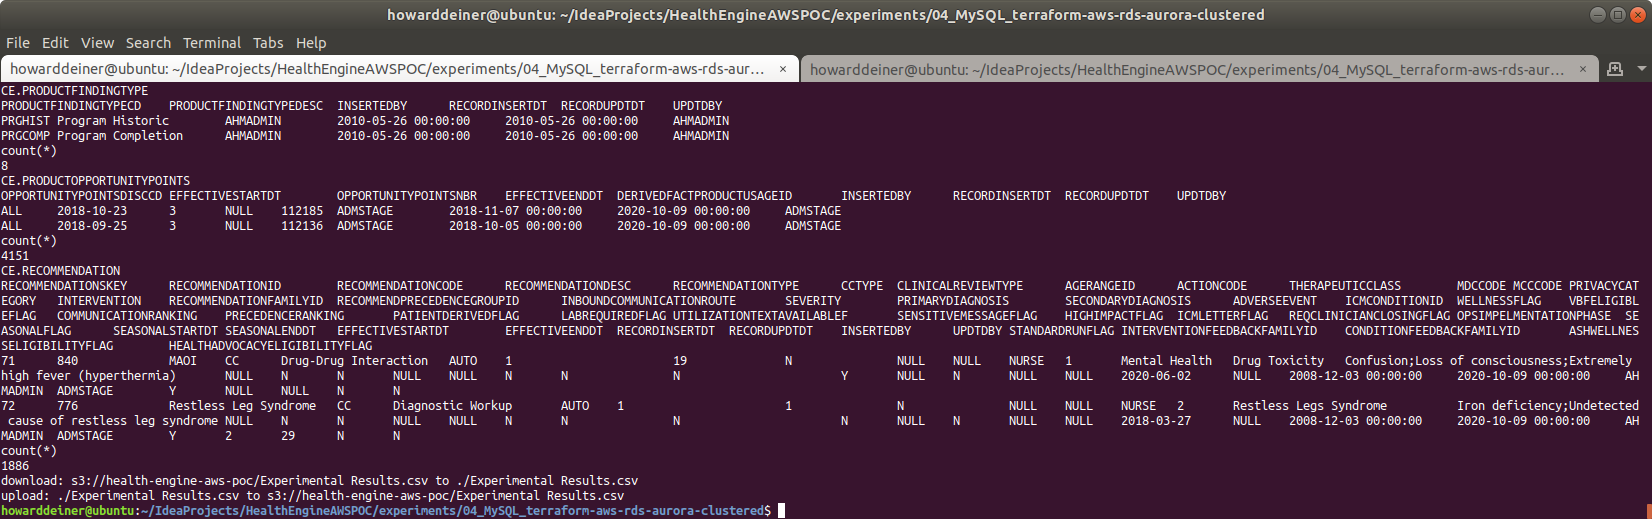 howarddeiner@ubuntu: ~/IdeaProjects/HealthEngineAWSPOC/experiments/04_MySQL_terraform-aws-rds-aurora-clustered
File Edit View Search Terminal Tabs Help
howarddeiner@ubuntu: ~/IdeaProjects/HealthEngineAWSPOC/experiments/04_MySQL_terraform-aws-rds-aur... × howarddeiner@ubuntu: ~/IdeaProjects/HealthEngineAWSPOC/experiments/04_MySQL_terraform-aws-rds-aur... ×
CE.PRODUCTFINDINGTYPE
PRODUCTFINDINGTYPECD PRODUCTFINDINGTYPEDESC INSERTEDBY RECORDINSERTDT RECORDUPDTDT UPDTDBY
PRGHIST Program Historic AHMADMIN 2010-05-26 00:00:00 2010-05-26 00:00:00 AHMADMIN
PRGCOMP Program Completion AHMADMIN 2010-05-26 00:00:00 2010-05-26 00:00:00 AHMADMIN
count(*)
8
CE.PRODUCTOPPORTUNITYPOINTS
OPPORTUNITYPOINTSDISCCD EFFECTIVESTARTDT OPPORTUNITYPOINTSNBR EFFECTIVEENDDT DERIVEDFACTPRODUCTUSAGEID INSERTEDBY RECORDINSERTDT RECORDUPDTDT UPDTDBY
ALL 2018-10-23 3 NULL 112185 ADMSTAGE 2018-11-07 00:00:00 2020-10-09 00:00:00 ADMSTAGE
ALL 2018-09-25 3 NULL 112136 ADMSTAGE 2018-10-05 00:00:00 2020-10-09 00:00:00 ADMSTAGE
count(*)
4151
CE.RECOMMENDATION
RECOMMENDATIONSKEY RECOMMENDATIONID RECOMMENDATIONCODE RECOMMENDATIONDESC RECOMMENDATIONTYPE CCTYPE CLINICALREVIEWTYPE AGERANGEID ACTIONCODE THERAPEUTICCLASS MDCCODE MCCCODE PRIVACYCAT
EGORY INTERVENTION RECOMMENDATIONFAMILYID RECOMMENDPRECEDENCEGROUPID INBOUNDCOMMUNICATIONROUTE SEVERITY PRIMARYDIAGNOSIS SECONDARYDIAGNOSIS ADVERSEEVENT ICMCONDITIONID WELLNESSFLAG VBFELIGIBL
EFLAG COMMUNICATIONRANKING PRECEDENCERANKING PATIENTDERIVEDFLAG LABREQUIREDFLAG UTILIZATIONTEXTAVAILABLEF SENSITIVEMESSAGEFLAG HIGHIMPACTFLAG ICMLETTERFLAG REQCLINICIANCLOSINGFLAG OPSIMPELMENTATIONPHASE SE
ASONALFLAG SEASONALSTARTDT SEASONALENDDT EFFECTIVESTARTDT EFFECTIVEENDDT RECORDINSERTDT RECORDUPDTDT INSERTEDBY UPDTDBY STANDARDRUNFLAG INTERVENTIONFEEDBACKFAMILYID CONDITIONFEEDBACKFAMILYID ASHWELLNES
SELIGIBILITYFLAG HEALTHADVOCACYELIGIBILITYFLAG
71 840 MAOI CC Drug-Drug Interaction AUTO 1 19 N NULL NULL NURSE 1 Mental Health Drug Toxicity Confusion;Loss of consciousness;Extremely
high fever (hyperthermia) NULL N N NULL NULL N N N Y NULL N NULL NULL 2020-06-02 NULL 2008-12-03 00:00:00 2020-10-09 00:00:00 AH
MADMIN ADMSTAGE Y NULL NULL N N
72 776 Restless Leg Syndrome CC Diagnostic Workup AUTO 1 1 N NULL NULL NURSE 2 Restless Legs Syndrome Iron deficiency;Undetected
cause of restless leg syndrome NULL N N NULL NULL N N N N NULL N NULL NULL 2018-03-27 NULL 2008-12-03 00:00:00 2020-10-09 00:00:00 AH
MADMIN ADMSTAGE Y 2 29 N N
count(*)
1886
download: s3://health-engine-aws-poc/Experimental Results.csv to ./Experimental Results.csv
upload: ./Experimental Results.csv to s3://health-engine-aws-poc/Experimental Results.csv
howarddeiner@ubuntu:~/IdeaProjects/HealthEngineAWSPOC/experiments/04_MySQL_terraform-aws-rds-aurora-clustered$